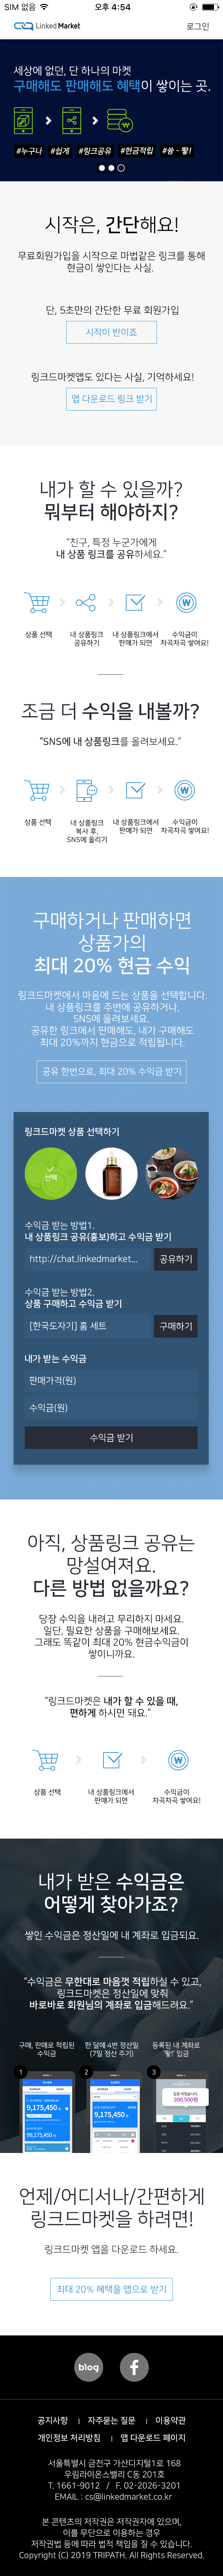 SIM 없음 오후 4:54
Linked Market 로그인
세상에 없던, 단 하나의 마켓
구매해도 판매해도 혜택이 쌓이는 곳.
#누구나 #쉽게 #링크공유 #현금적립 #쏭 - 딱!
시작은, 간단해요!
무료회원가입을 시작으로 마법같은 링크를 통해
현금이 쌓인다는 사실.
단, 5초만의 간단한 무료 회원가입
시작이 반이죠
링크드마켓앱도 있다는 사실, 기억하세요!
앱 다운로드 링크 받기
내가 할 수 있을까?
뭐부터 해야하지?
“친구, 특정 누군가에게
내 상품 링크를 공유하세요.”
상품 선택
내 상품링크
공유하기
내 상품링크에서
판매가 되면
수익금이
차곡차곡 쌓여요!
조금 더 수익을 내볼까?
“SNS에 내 상품링크를 올려보세요.”
상품 선택
내 상품링크
복사 후,
SNS에 올리기
내 상품링크에서
판매가 되면
수익금이
차곡차곡 쌓여요!
구매하거나 판매하면
상품가의
최대 20% 현금 수익
링크드마켓에서 마음에 드는 상품을 선택합니다.
내 상품링크를 주변에 공유하거나,
SNS에 올려보세요.
공유한 링크에서 판매해도, 내가 구매해도
최대 20%까지 현금으로 적립됩니다.
공유 한번으로, 최대 20% 수익금 받기
링크드마켓 상품 선택하기
선택
수익금 받는 방법1.
내 상품링크 공유(홍보)하고 수익금 받기
http://chat.linkedmarket... 공유하기
수익금 받는 방법2.
상품 구매하고 수익금 받기
[한국도자기] 홈 세트 구매하기
내가 받는 수익금
판매가격(원)
수익금(원)
수익금 받기
아직, 상품링크 공유는
망설여져요.
다른 방법 없을까요?
당장 수익을 내려고 무리하지 마세요.
일단, 필요한 상품을 구매해보세요.
그래도 똑같이 최대 20% 현금수익금이
쌓이니까요.
“링크드마켓은 내가 할 수 있을 때,
편하게 하시면 돼요.”
상품 선택
내 상품링크에서
판매가 되면
수익금이
차곡차곡 쌓여요!
내가 받은 수익금은
어떻게 찾아가죠?
쌓인 수익금은 정산일에 내 계좌로 입금되요.
“수익금은 무한대로 마음껏 적립하실 수 있고,
링크드마켓은 정산일에 맞춰
바로바로 회원님의 계좌로 입금해드려요.”
구매, 판매로 적립된
수익금
한 달에 4번 정산일
(7일 정산 주기)
등록된 내 계좌로
“딱!” 입금
1
2
3
9,175,450
99,175,450
9,175,450
300,500원
언제/어디서나/간편하게
링크드마켓을 하려면!
링크드마켓 앱을 다운로드 하세요.
최대 20% 혜택을 앱으로 받기
blog
f
공지사항 | 자주묻는 질문 | 이용약관
개인정보 처리방침 | 앱 다운로드 페이지
서울특별시 금천구 가산디지털1로 168
우림라이온스밸리 C동 201호
T. 1661-9012 / F. 02-2026-3201
EMAIL : cs@linkedmarket.co.kr
본 콘텐츠의 저작권은 저작권자에 있으며,
이를 무단으로 이용하는 경우
저작권법 등에 따라 법적 책임을 질 수 있습니다.
Copyright (C) 2019 TRIPATH. All Rights Reserved.